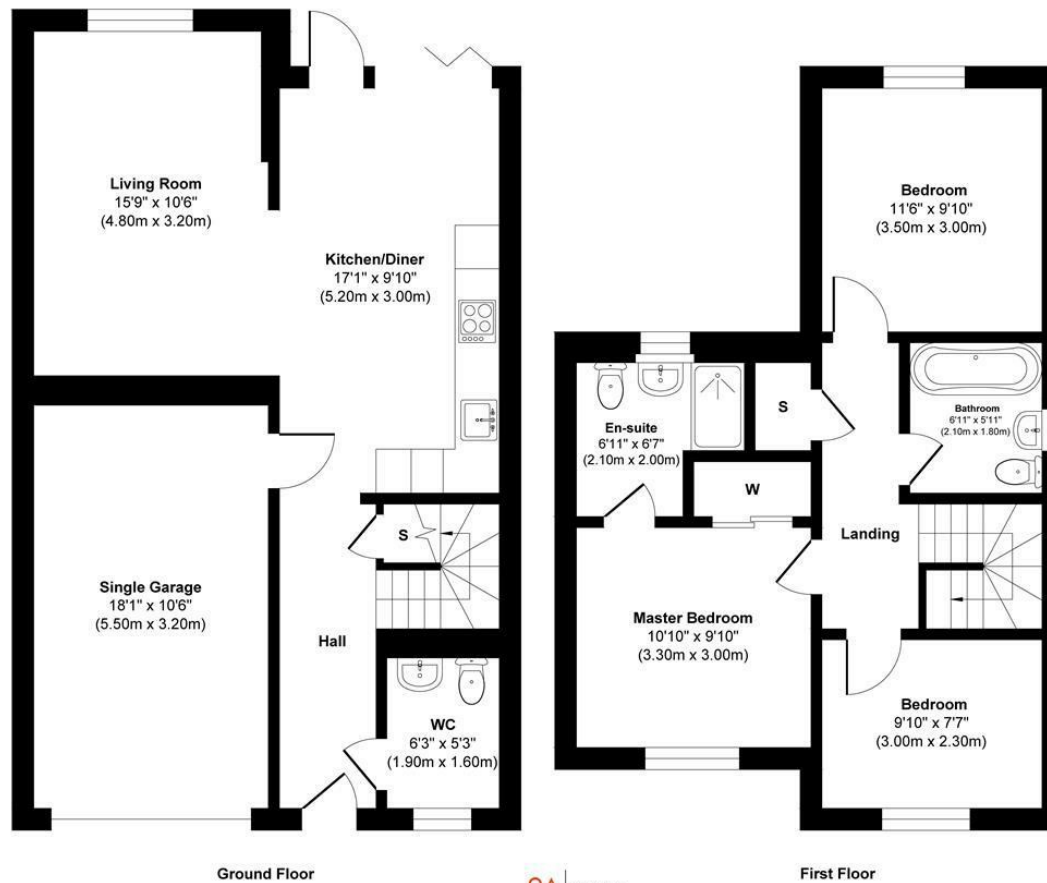 Living Room
15'9" x 10'6"
(4.80m x 3.20m)
Kitchen/Diner
17'1" x 9'10"
(5.20m x 3.00m)
Single Garage
18'1" x 10'6"
(5.50m x 3.20m)
S
Hall
WC
6'3" x 5'3"
(1.90m x 1.60m)
Ground Floor
Bedroom
11'6" x 9'10"
(3.50m x 3.00m)
En-suite
6'11" x 6'7"
(2.10m x 2.00m)
S
Bathroom
6'11" x 5'11"
(2.10m x 1.80m)
W
Landing
Master Bedroom
10'10" x 9'10"
(3.30m x 3.00m)
Bedroom
9'10" x 7'7"
(3.00m x 2.30m)
First Floor